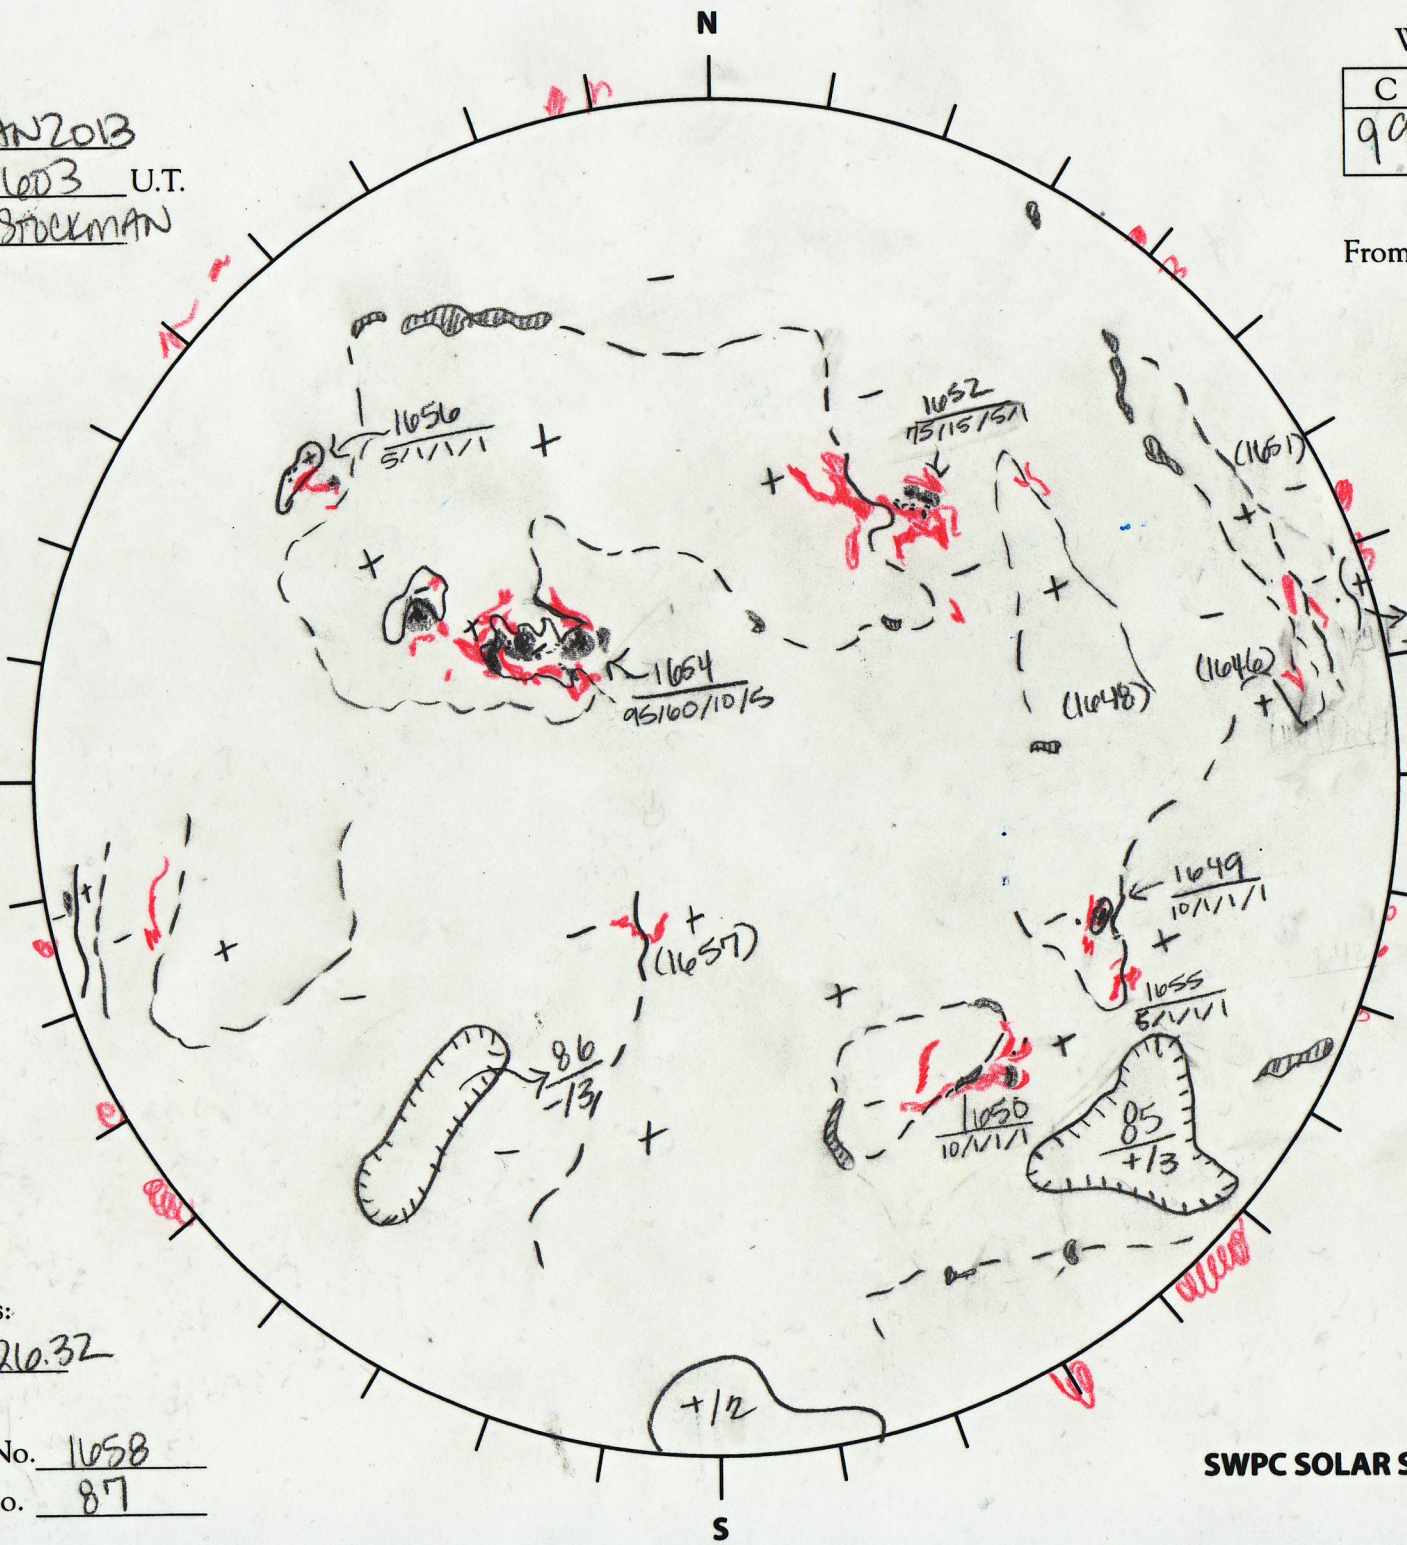 N
AN2013
1603 U.T.
STOCKMAN
C
From
1652
75/15/5/1
1656
5/1/1/1
(1651)
1654
95/60/10/5
(1646)
(1648)
1649
10/1/1/1
(1657)
1655
5/1/1/1
86
-/3
1650
10/1/1/1
85
+/3
s:
26.32
+/2
No. 1658
o. 87
SWPC SOLAR S
S